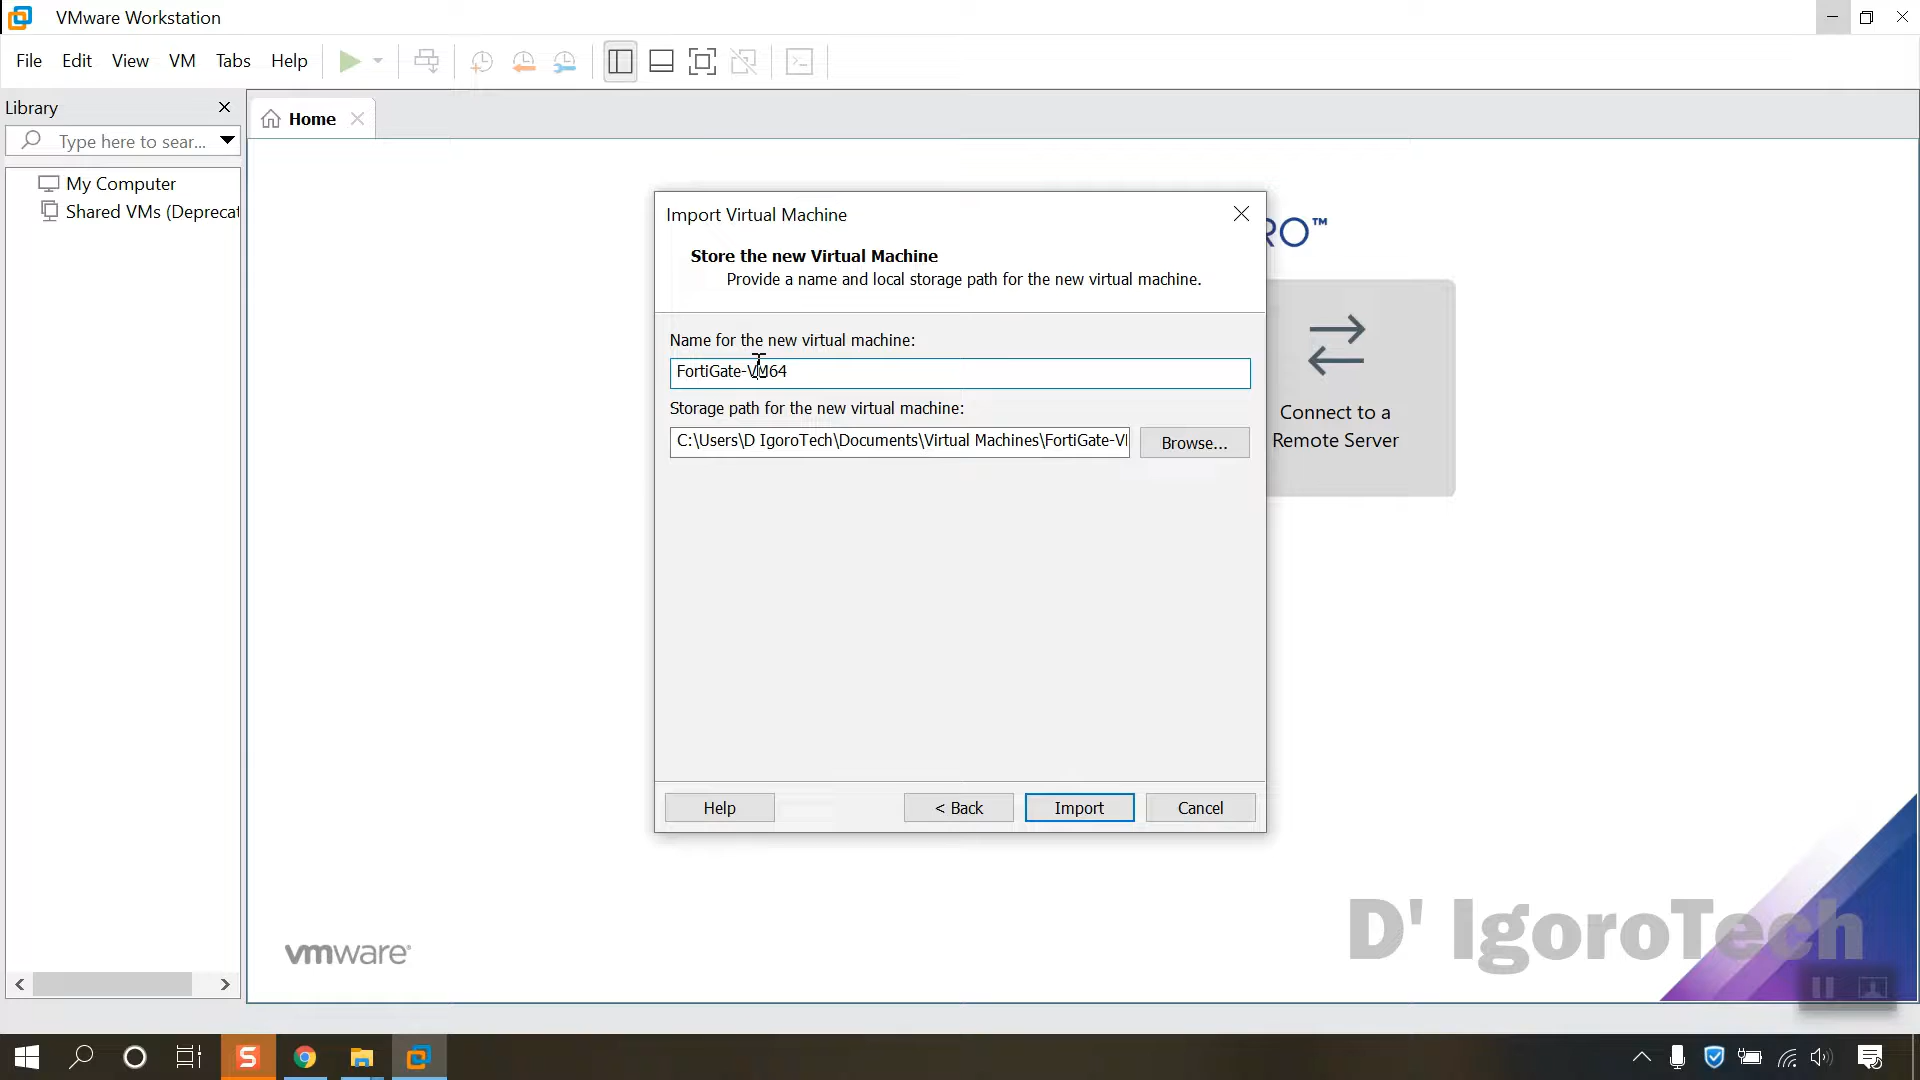 VMware Workstation
File Edit View VM Tabs Help
Library
Type here to sear...
Home
My Computer
Shared VMs (Deprecat
RO™
Import Virtual Machine
Store the new Virtual Machine
Provide a name and local storage path for the new virtual machine.
Name for the new virtual machine:
FortiGate-VM64
Storage path for the new virtual machine:
C:\Users\D IgoroTech\Documents\Virtual Machines\FortiGate-V
Browse...
Connect to a
Remote Server
Help
< Back
Import
Cancel
D' IgoroTech
vmware®
S